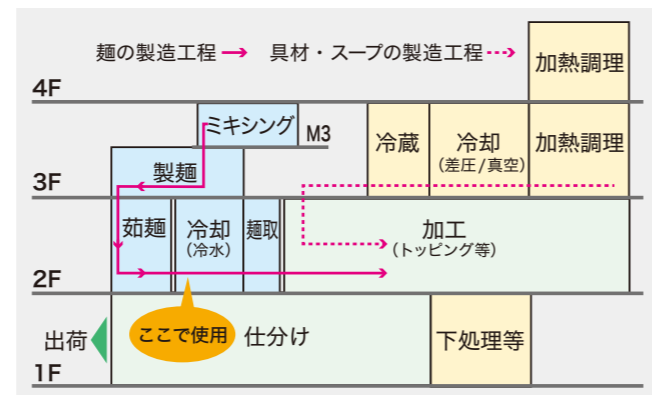 麺の製造工程→ 具材・スープの製造工程⇢
加熱調理
4F
ミキシング
M3
冷蔵
冷却
(差圧/真空)
加熱調理
製麺
3F
茹麺
冷却
(冷水)
麺取
加工
(トッピング等)
2F
出荷
ここで使用
仕分け
下処理等
1F